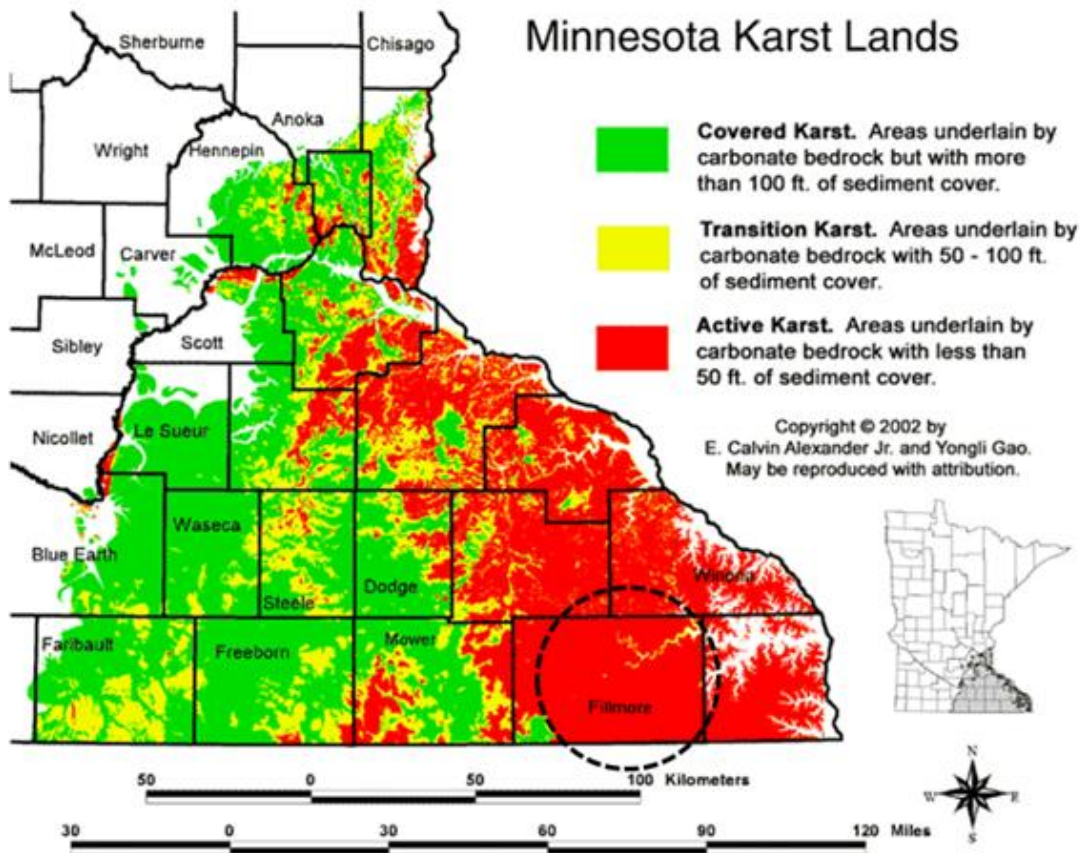 Minnesota Karst Lands
Sherburne
Chisago
Anoka
Wright
Hennepin
McLeod
Carver
Sibley
Scott
Nicollet
Le Sueur
Waseca
Blue Earth
Steele
Dodge
Winona
Faribault
Freeborn
Mower
Fillmore
Covered Karst. Areas underlain by
carbonate bedrock but with more
than 100 ft. of sediment cover.
Transition Karst. Areas underlain by
carbonate bedrock with 50 - 100 ft.
of sediment cover.
Active Karst. Areas underlain by
carbonate bedrock with less than
50 ft. of sediment cover.
Copyright © 2002 by
E. Calvin Alexander Jr. and Yongli Gao.
May be reproduced with attribution.
N
W E
S
50 0 50 100 Kilometers
30 0 30 60 90 120 Miles